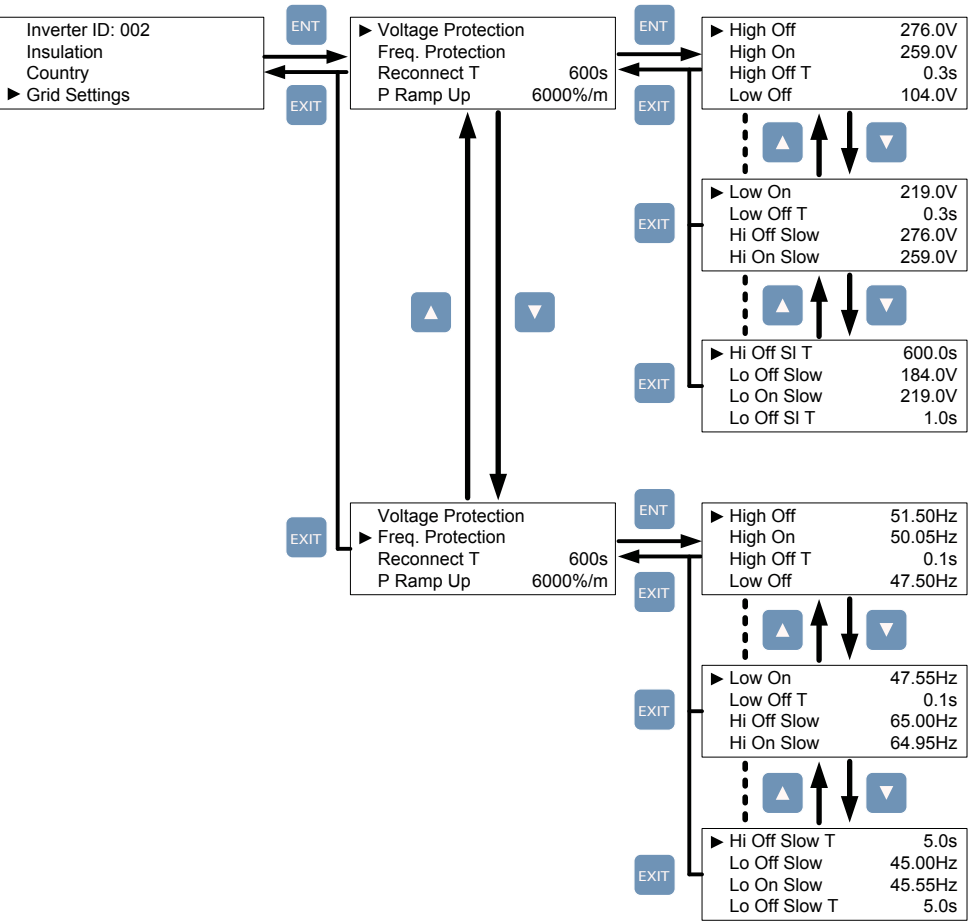 Inverter ID: 002
Insulation
Country
▶ Grid Settings
ENT
EXIT
▶ Voltage Protection
Freq. Protection
Reconnect T 600s
P Ramp Up 6000%/m
ENT
EXIT
▶ High Off 276.0V
High On 259.0V
High Off T 0.3s
Low Off 104.0V
▲ ▼
EXIT
▶ Low On 219.0V
Low Off T 0.3s
Hi Off Slow 276.0V
Hi On Slow 259.0V
▲ ▼
EXIT
▶ Hi Off Sl T 600.0s
Lo Off Slow 184.0V
Lo On Slow 219.0V
Lo Off Sl T 1.0s
▲ ▼
EXIT
Voltage Protection
▶ Freq. Protection
Reconnect T 600s
P Ramp Up 6000%/m
ENT
EXIT
▶ High Off 51.50Hz
High On 50.05Hz
High Off T 0.1s
Low Off 47.50Hz
▲ ▼
EXIT
▶ Low On 47.55Hz
Low Off T 0.1s
Hi Off Slow 65.00Hz
Hi On Slow 64.95Hz
▲ ▼
EXIT
▶ Hi Off Slow T 5.0s
Lo Off Slow 45.00Hz
Lo On Slow 45.55Hz
Lo Off Slow T 5.0s